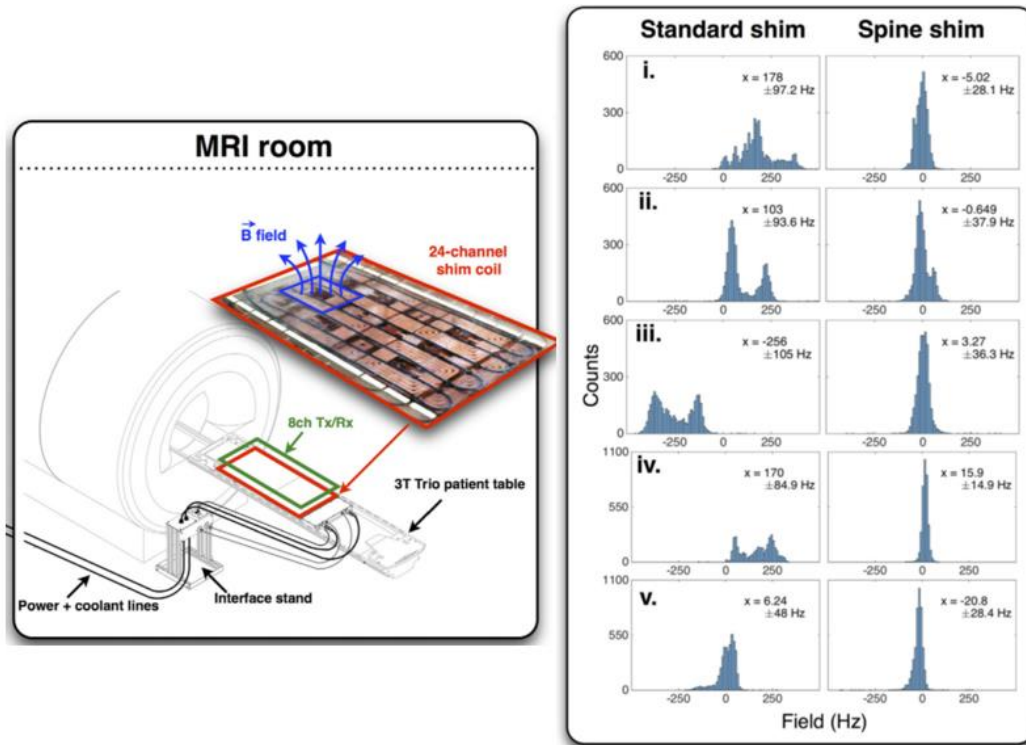 MRI room
B field
24-channel
shim coil
8ch Tx/Rx
3T Trio patient table
Interface stand
Power + coolant lines
Standard shim
Spine shim
Counts
600
i.
x = 178
±97.2 Hz
x = -5.02
±28.1 Hz
300
0
-250
0
250
-250
0
250
600
ii.
x = 103
±93.6 Hz
x = -0.649
±37.9 Hz
300
0
-250
0
250
-250
0
250
600
iii.
x = -256
±105 Hz
x = 3.27
±36.3 Hz
300
0
-250
0
250
-250
0
250
1100
iv.
x = 170
±84.9 Hz
x = 15.9
±14.9 Hz
550
0
-250
0
250
-250
0
250
1100
v.
x = 6.24
±48 Hz
x = -20.8
±28.4 Hz
550
0
-250
0
250
-250
0
250
Field (Hz)